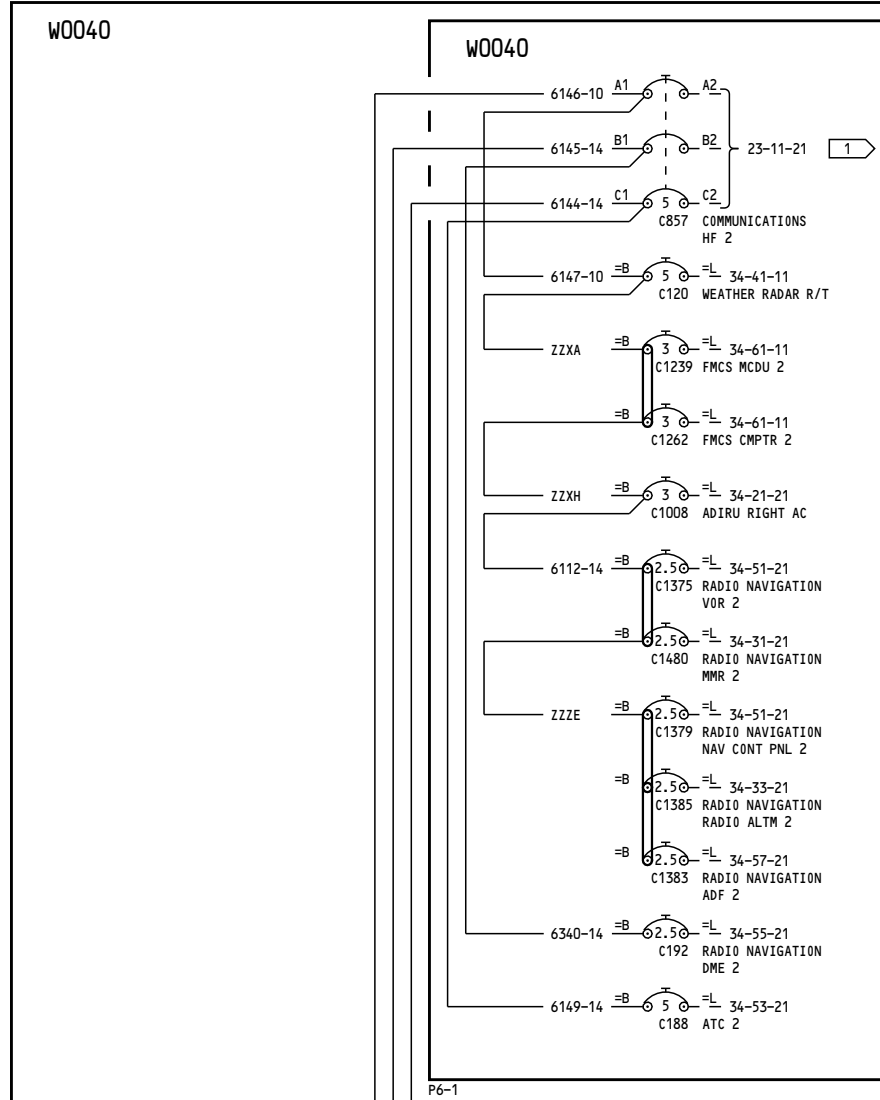 W0040
W0040
6146-10 A1 A2
6145-14 B1 B2 23-11-21 1
6144-14 C1 5 C2
C857 COMMUNICATIONS
HF 2
6147-10 =B 5 =L 34-41-11
C120 WEATHER RADAR R/T
ZZXA =B 3 =L 34-61-11
C1239 FMCS MCDU 2
=B 3 =L 34-61-11
C1262 FMCS CMPTR 2
ZZXH =B 3 =L 34-21-21
C1008 ADIRU RIGHT AC
6112-14 =B 2.5 =L 34-51-21
C1375 RADIO NAVIGATION
VOR 2
=B 2.5 =L 34-31-21
C1480 RADIO NAVIGATION
MMR 2
ZZZE =B 2.5 =L 34-51-21
C1379 RADIO NAVIGATION
NAV CONT PNL 2
=B 2.5 =L 34-33-21
C1385 RADIO NAVIGATION
RADIO ALTM 2
=B 2.5 =L 34-57-21
C1383 RADIO NAVIGATION
ADF 2
6340-14 =B 2.5 =L 34-55-21
C192 RADIO NAVIGATION
DME 2
6149-14 =B 5 =L 34-53-21
C188 ATC 2
P6-1